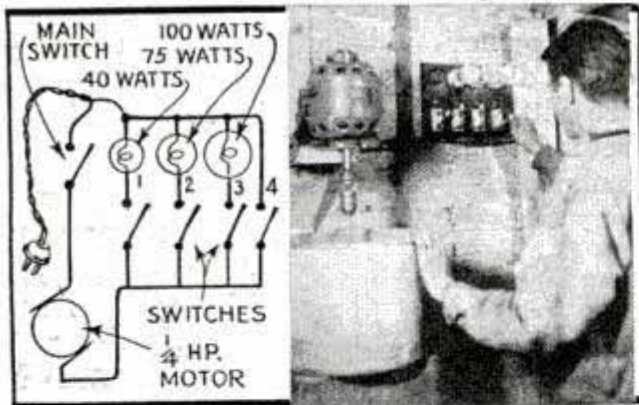 MAIN
SWITCH
100 WATTS
75 WATTS
40 WATTS
1
2
3
4
SWITCHES
1/4 HP.
MOTOR